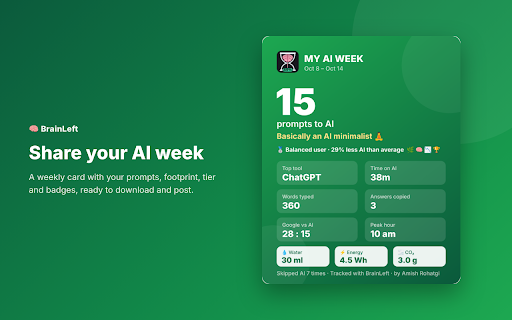 🧠 BrainLeft
Share your AI week
A weekly card with your prompts, footprint, tier
and badges, ready to download and post.
MY AI WEEK
Oct 8 – Oct 14
15
prompts to AI
Basically an AI minimalist 🧘
💧 Balanced user · 29% less AI than average 🌿 🧠 📉 🏆
Top tool
ChatGPT
Time on AI
38m
Words typed
360
Answers copied
3
Google vs AI
28 : 15
Peak hour
10 am
💧 Water
30 ml
⚡ Energy
4.5 Wh
CO₂
3.0 g
Skipped AI 7 times · Tracked with BrainLeft · by Amish Rohatgi